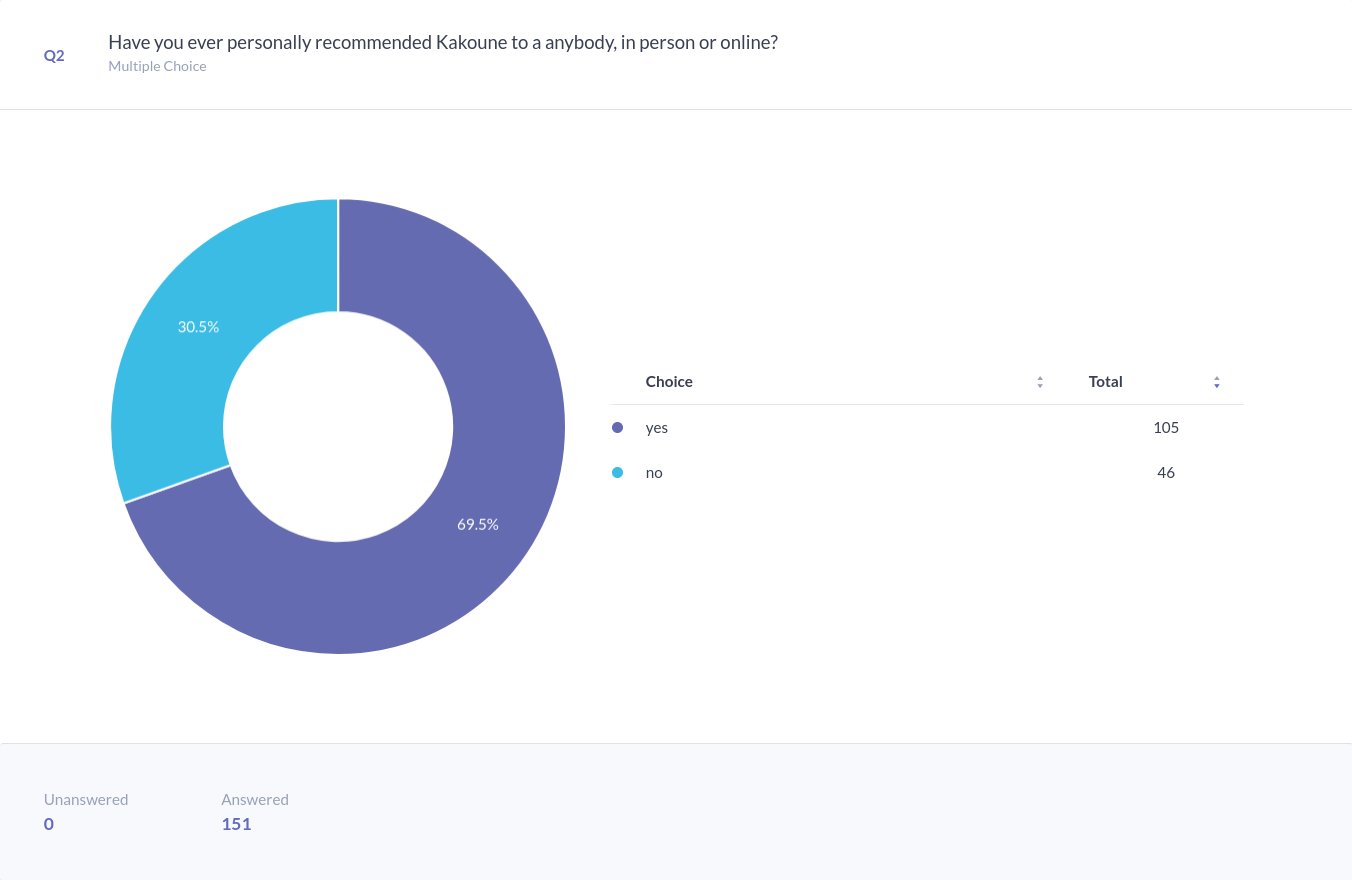 Q2
Have you ever personally recommended Kakoune to a anybody, in person or online?
Multiple Choice
30.5%
69.5%
Choice Total
yes 105
no 46
Unanswered Answered
0 151